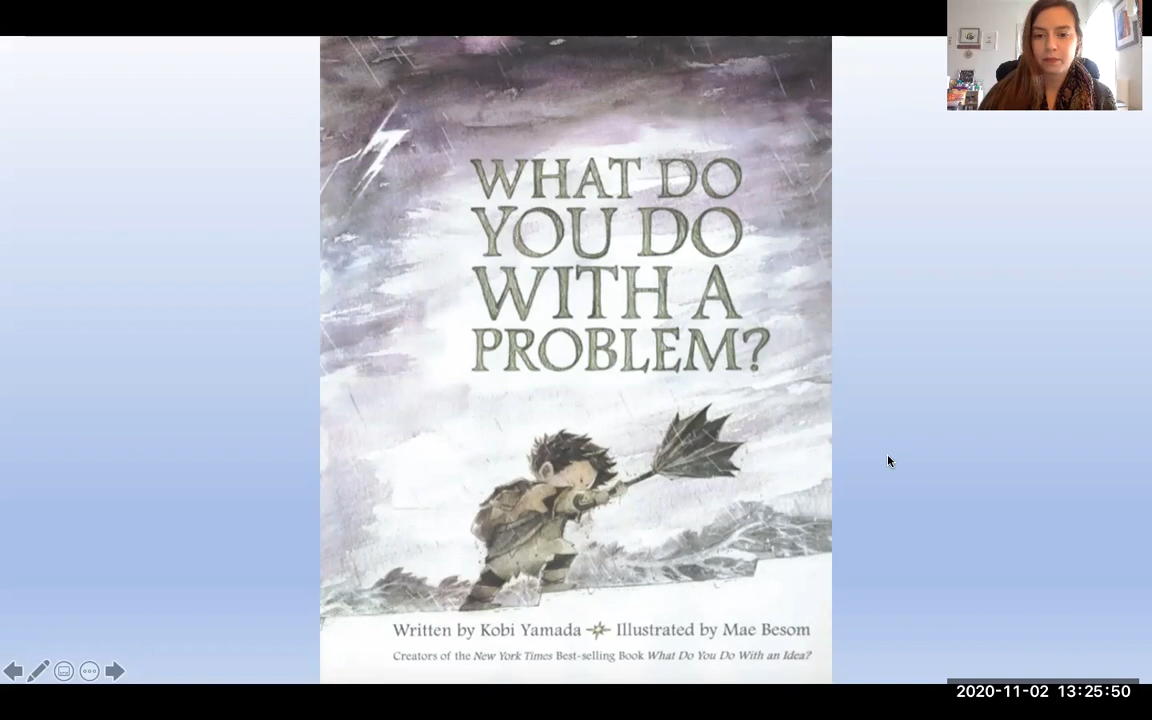 WHAT DO
YOU DO
WITH A
PROBLEM?
Written by Kobi Yamada Illustrated by Mae Besom
Creators of the New York Times Best-selling Book What Do You Do With an Idea?
2020-11-02 13:25:50